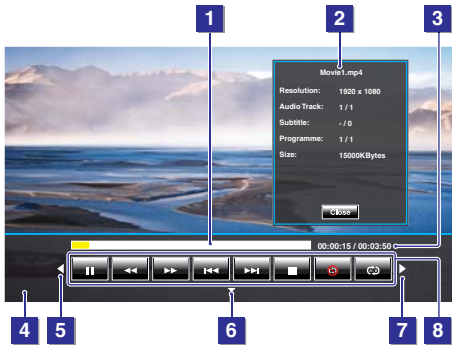 1
2
3
Movie1.mp4
Resolution: 1920 x 1080
Audio Track: 1 / 1
Subtitle: - / 0
Programme: 1 / 1
Size: 15000KBytes
Close
00:00:15 / 00:03:50
4
5
6
7
8